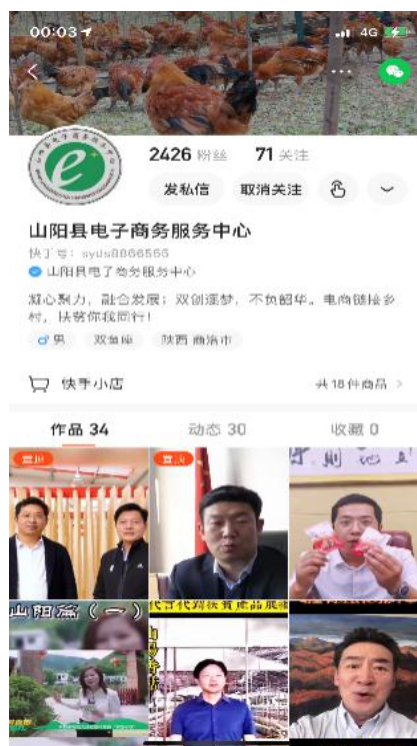 00:03
4G
2426 粉丝 71 关注
发私信 取消关注
山阳县电子商务服务中心
快手号: syds8866556
山阳县电子商务服务中心
凝心聚力,融合发展;双创逐梦,不负韶华。电商链接乡
村,扶贫你我同行!
男 双鱼座 陕西 商洛市
快手小店 共18件商品
作品 34 动态 30 收藏 0
置顶 置顶
山阳篇(一)